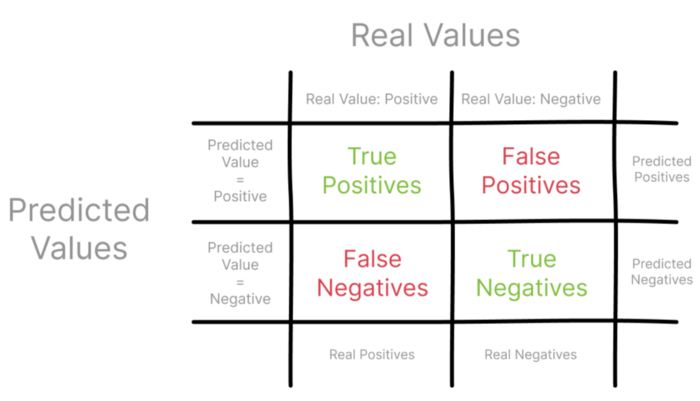 Real Values
Real Value: Positive
Real Value: Negative
Predicted
Value
=
Positive
True
Positives
False
Positives
Predicted
Positives
Predicted
Values
Predicted
Value
=
Negative
False
Negatives
True
Negatives
Predicted
Negatives
Real Positives
Real Negatives